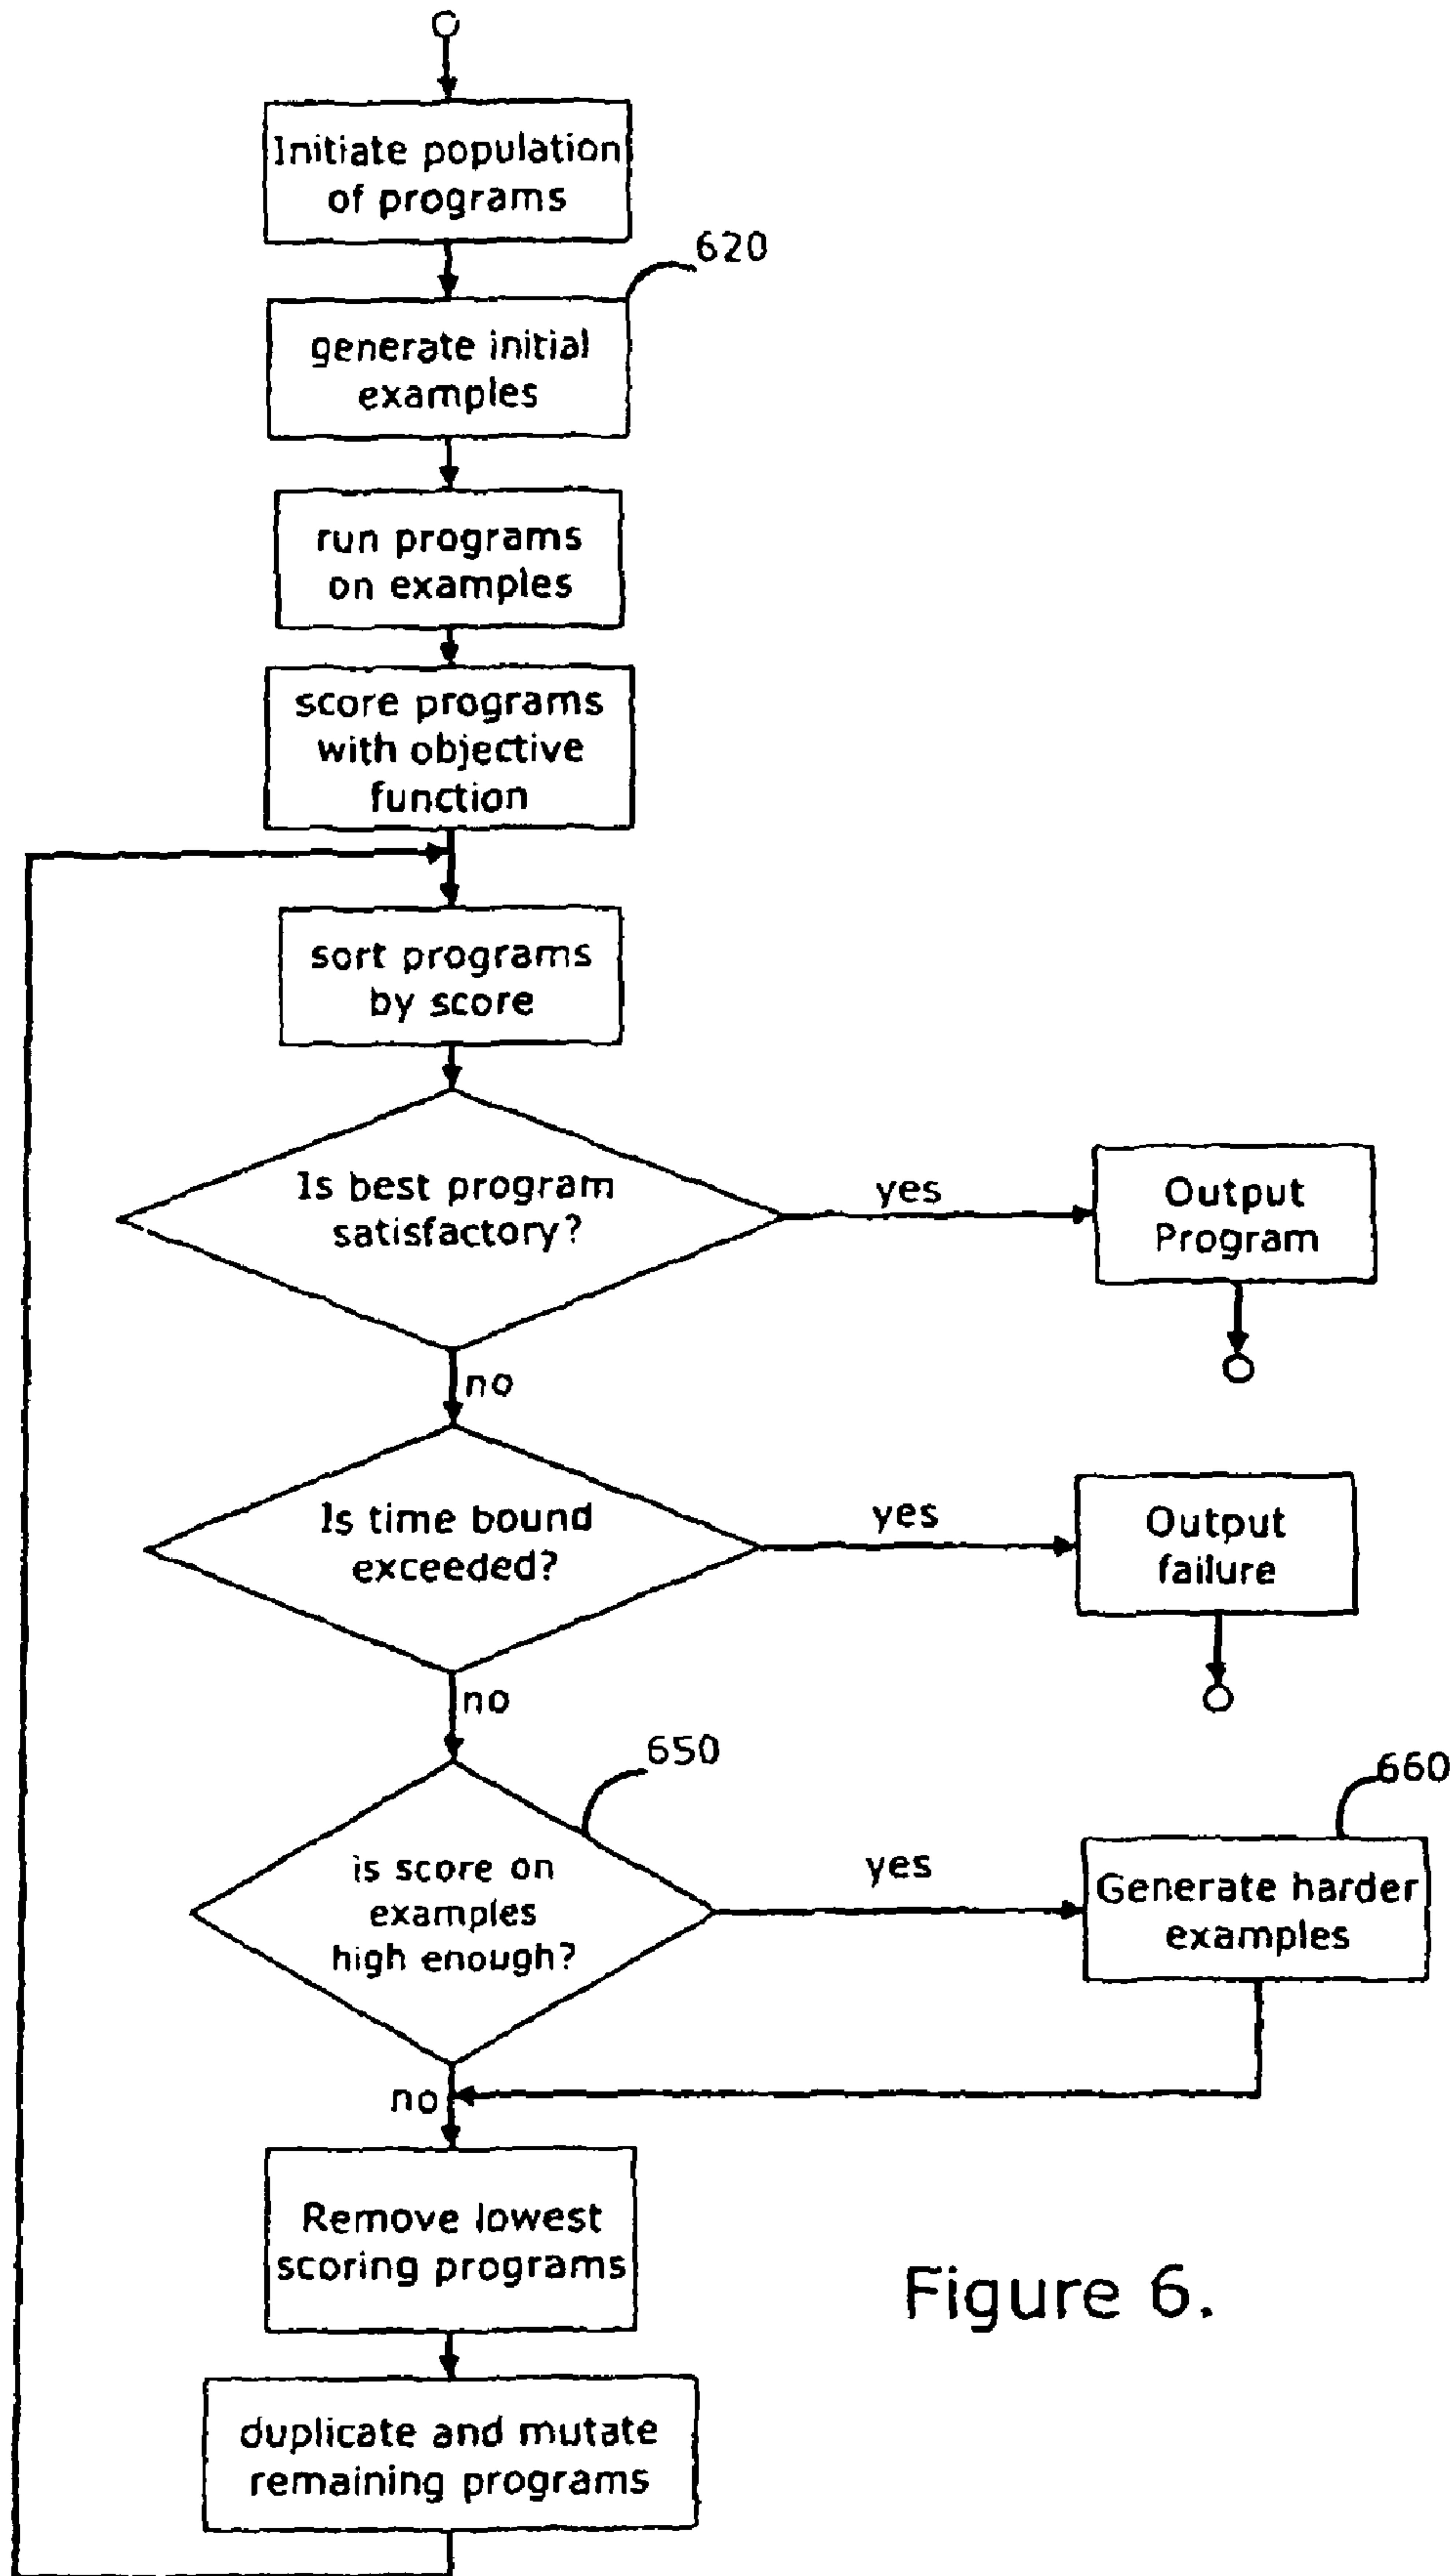 Initiate population
of programs
620
generate initial
examples
run programs
on examples
score programs
with objective
function
sort programs
by score
Is best program
satisfactory?
yes
Output
Program
no
Is time bound
exceeded?
yes
Output
failure
no
650
660
is score on
examples
high enough?
yes
Generate harder
examples
no
Remove lowest
scoring programs
Figure 6.
duplicate and mutate
remaining programs